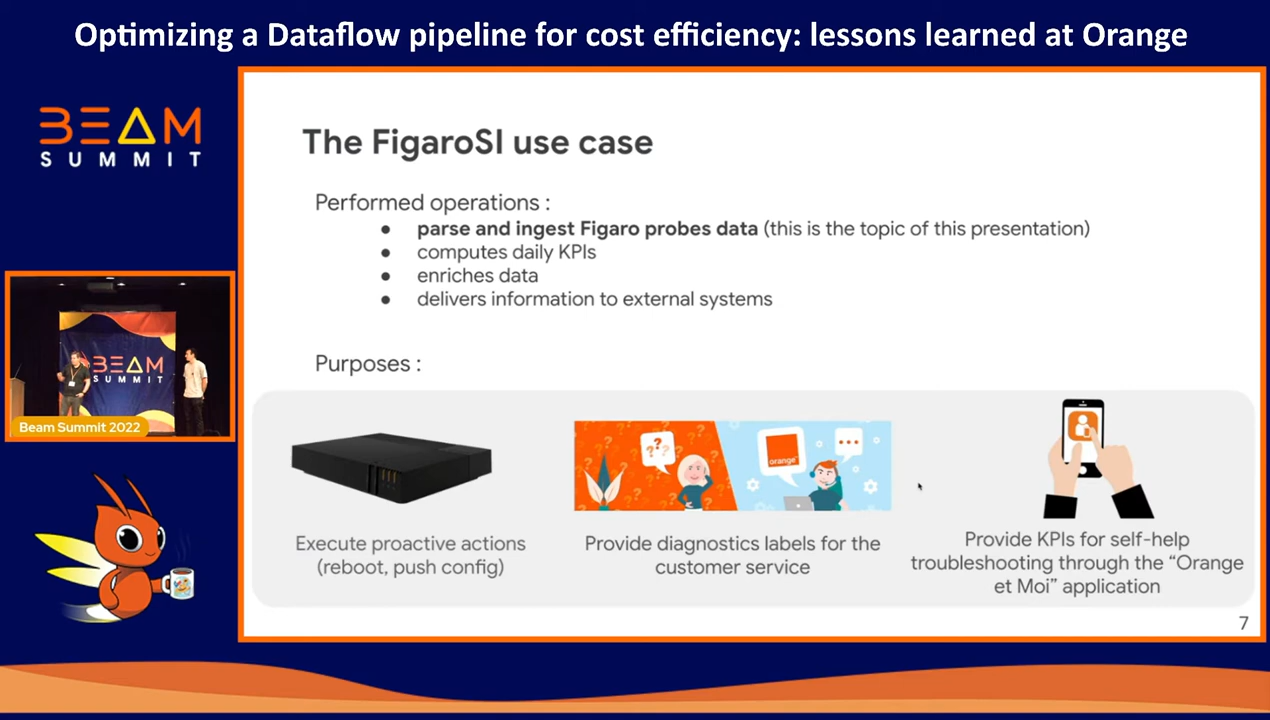 Optimizing a Dataflow pipeline for cost efficiency: lessons learned at Orange
BEAM
SUMMIT
The FigaroSI use case
Performed operations :
● parse and ingest Figaro probes data (this is the topic of this presentation)
● computes daily KPIs
● enriches data
● delivers information to external systems
BEAM
SUMMIT
Beam Summit 2022
Purposes :
orange
Execute proactive actions
(reboot, push config)
Provide diagnostics labels for the
customer service
Provide KPIs for self-help
troubleshooting through the “Orange
et Moi” application
7